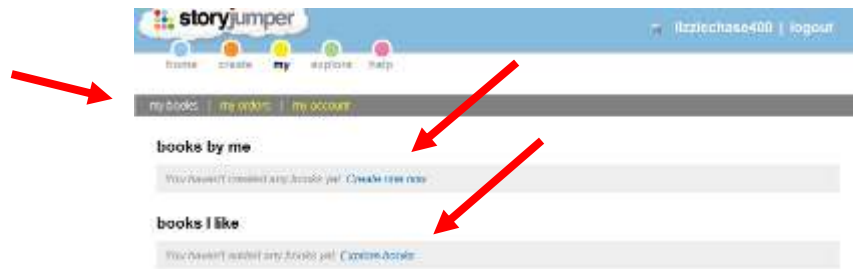 storyjumper
lizziechase400 | logout
home create my explore help
my books | my orders | my account
books by me
You haven't created any books yet. Create one now
books I like
You haven't added any books yet. Explore books